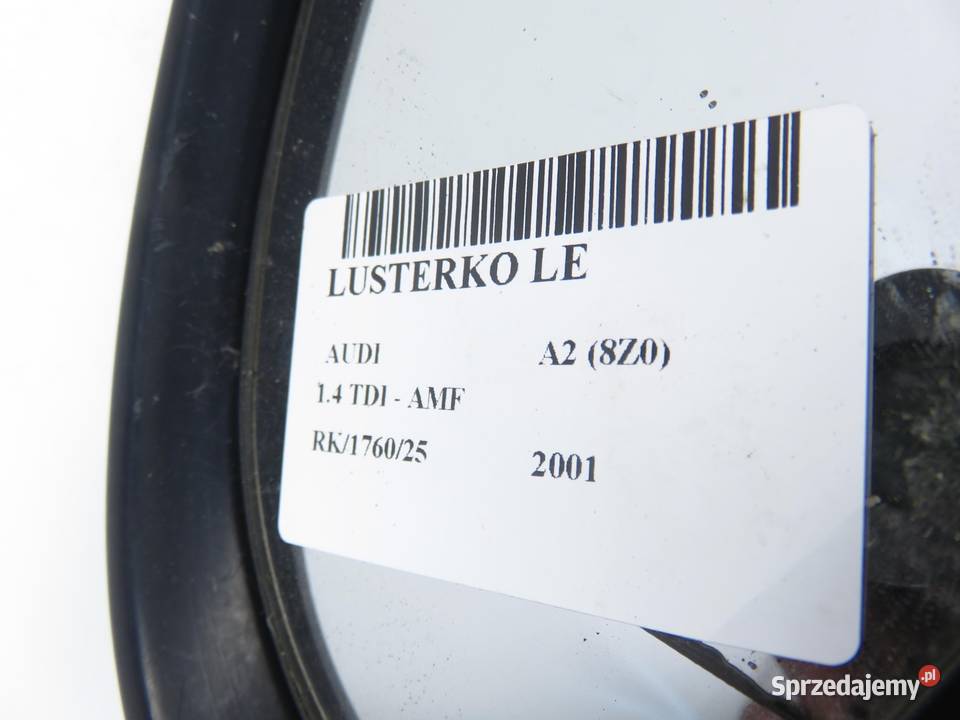 LUSTERKO LE
AUDI A2 (8Z0)
1.4 TDI - AMF
RK/1760/25 2001
Sprzedajemy.pl